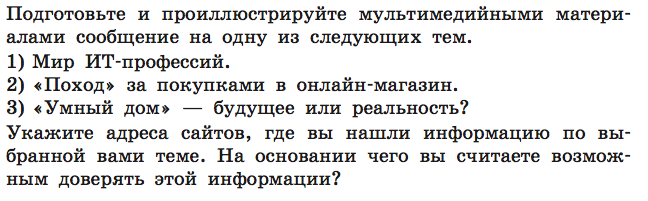 Подготовьте и проиллюстрируйте мультимедийными матери-
алами сообщение на одну из следующих тем.
1) Мир ИТ-профессий.
2) «Поход» за покупками в онлайн-магазин.
3) «Умный дом» — будущее или реальность?
Укажите адреса сайтов, где вы нашли информацию по вы-
бранной вами теме. На основании чего вы считаете возмож-
ным доверять этой информации?